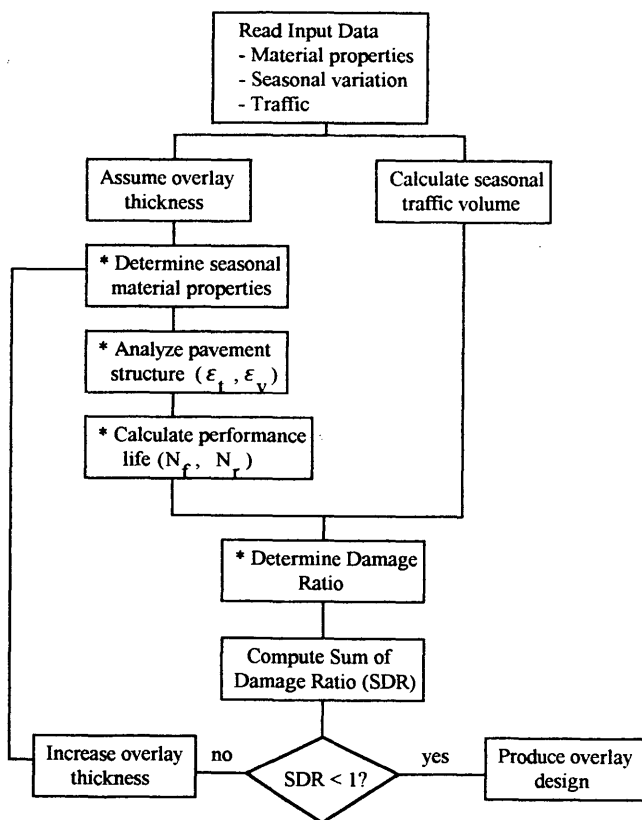 Read Input Data
- Material properties
- Seasonal variation
- Traffic
Assume overlay
thickness
Calculate seasonal
traffic volume
* Determine seasonal
material properties
* Analyze pavement
structure (ε_t , ε_v)
* Calculate performance
life (N_f, N_r)
* Determine Damage
Ratio
Compute Sum of
Damage Ratio (SDR)
Increase overlay
thickness
no
SDR < 1?
yes
Produce overlay
design